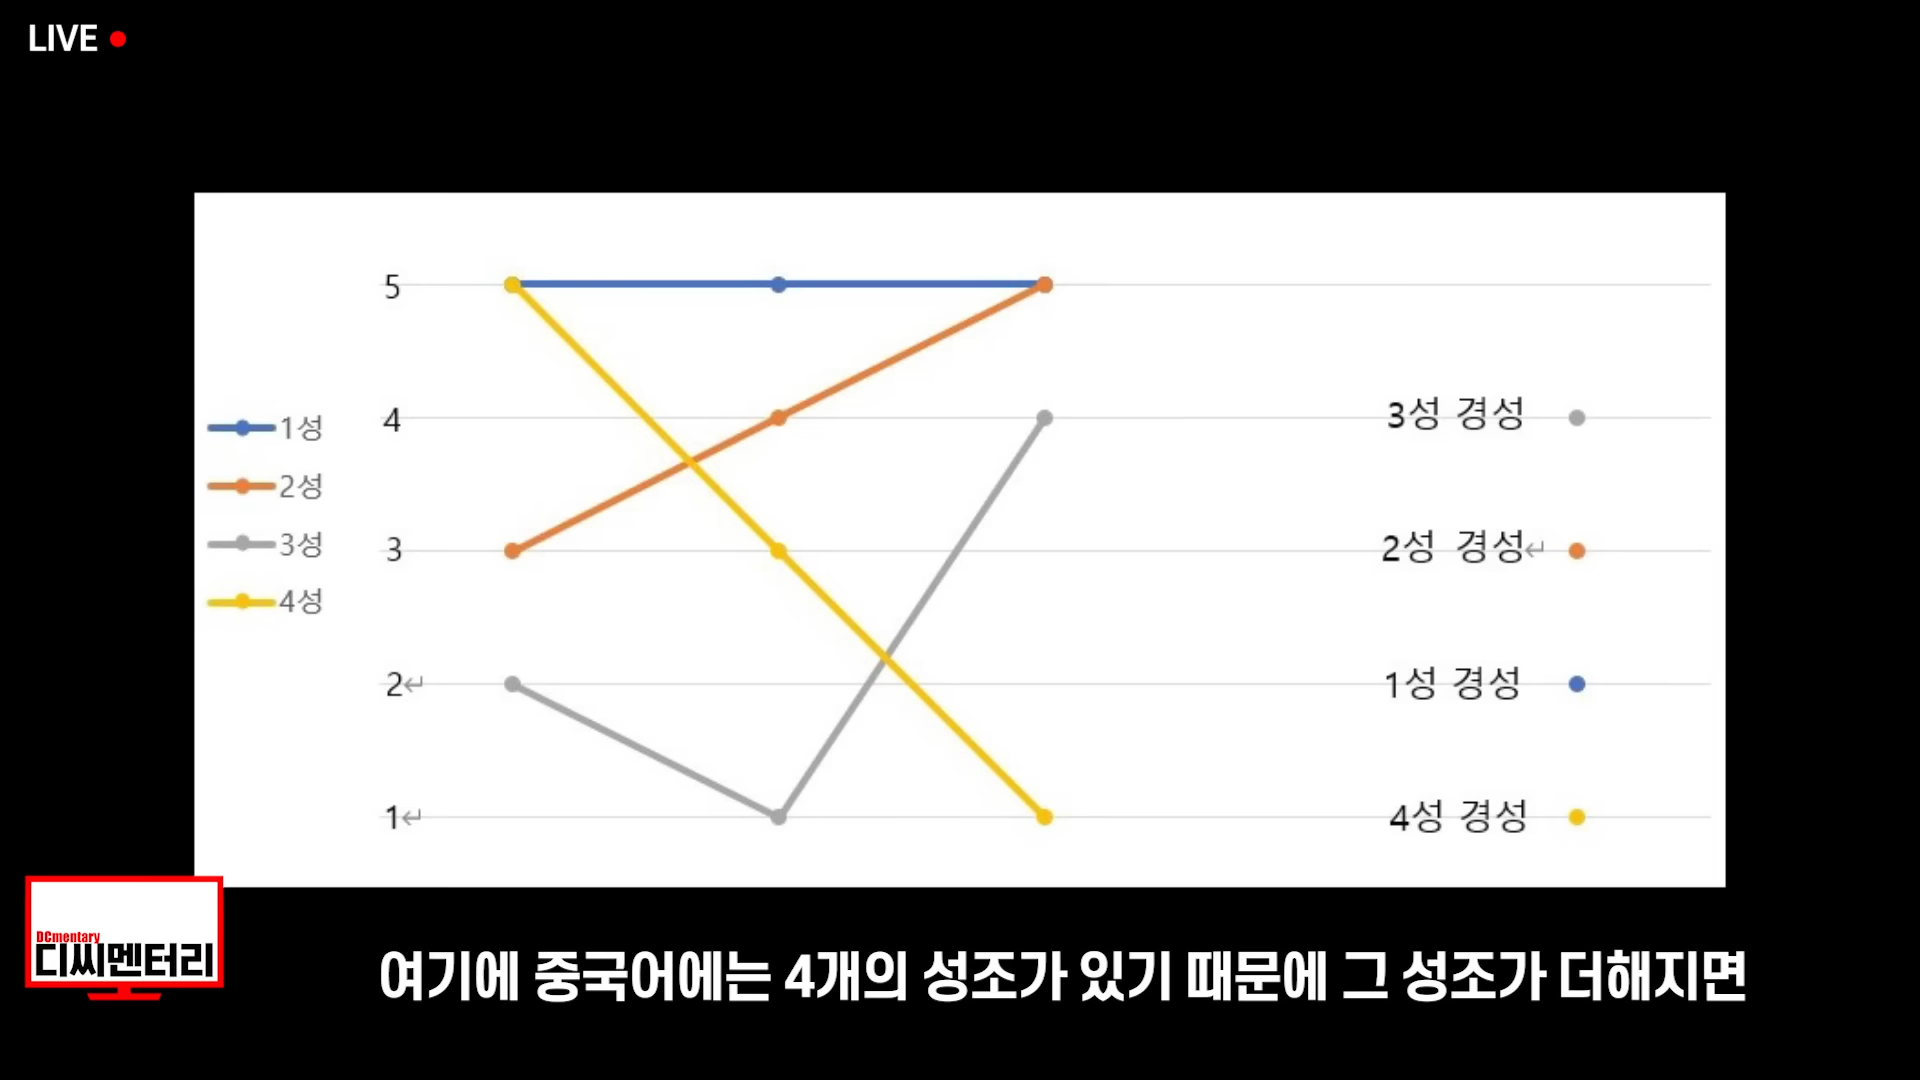 LIVE
5
4
3
2↵
1↵
1성
2성
3성
4성
3성 경성
2성 경성↵
1성 경성
4성 경성
DCmentary
디씨멘터리
여기에 중국어에는 4개의 성조가 있기 때문에 그 성조가 더해지면